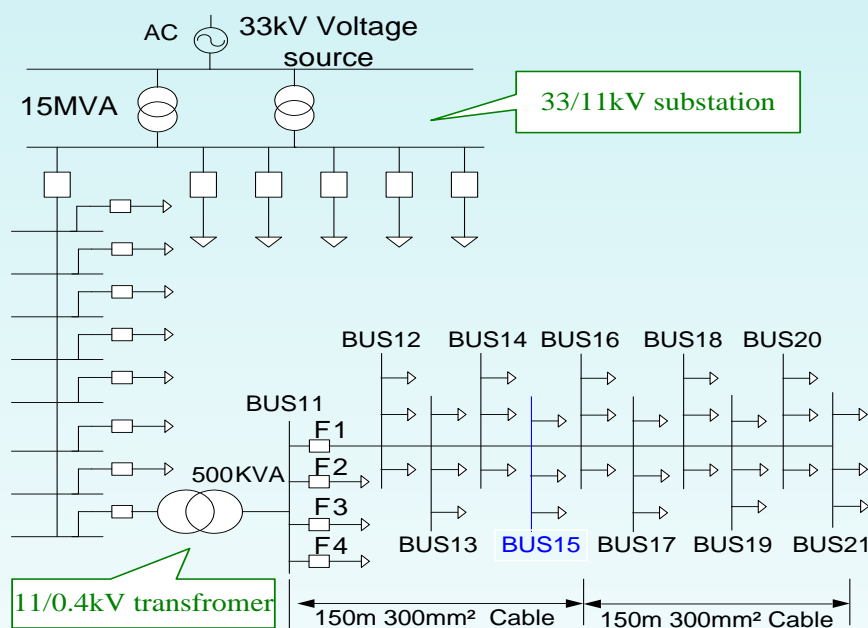 AC
33kV Voltage
source
15MVA
33/11kV substation
BUS12
BUS14
BUS16
BUS18
BUS20
BUS11
F1
F2
500KVA
F3
F4
BUS13
BUS15
BUS17
BUS19
BUS21
11/0.4kV transfromer
150m 300mm² Cable
150m 300mm² Cable